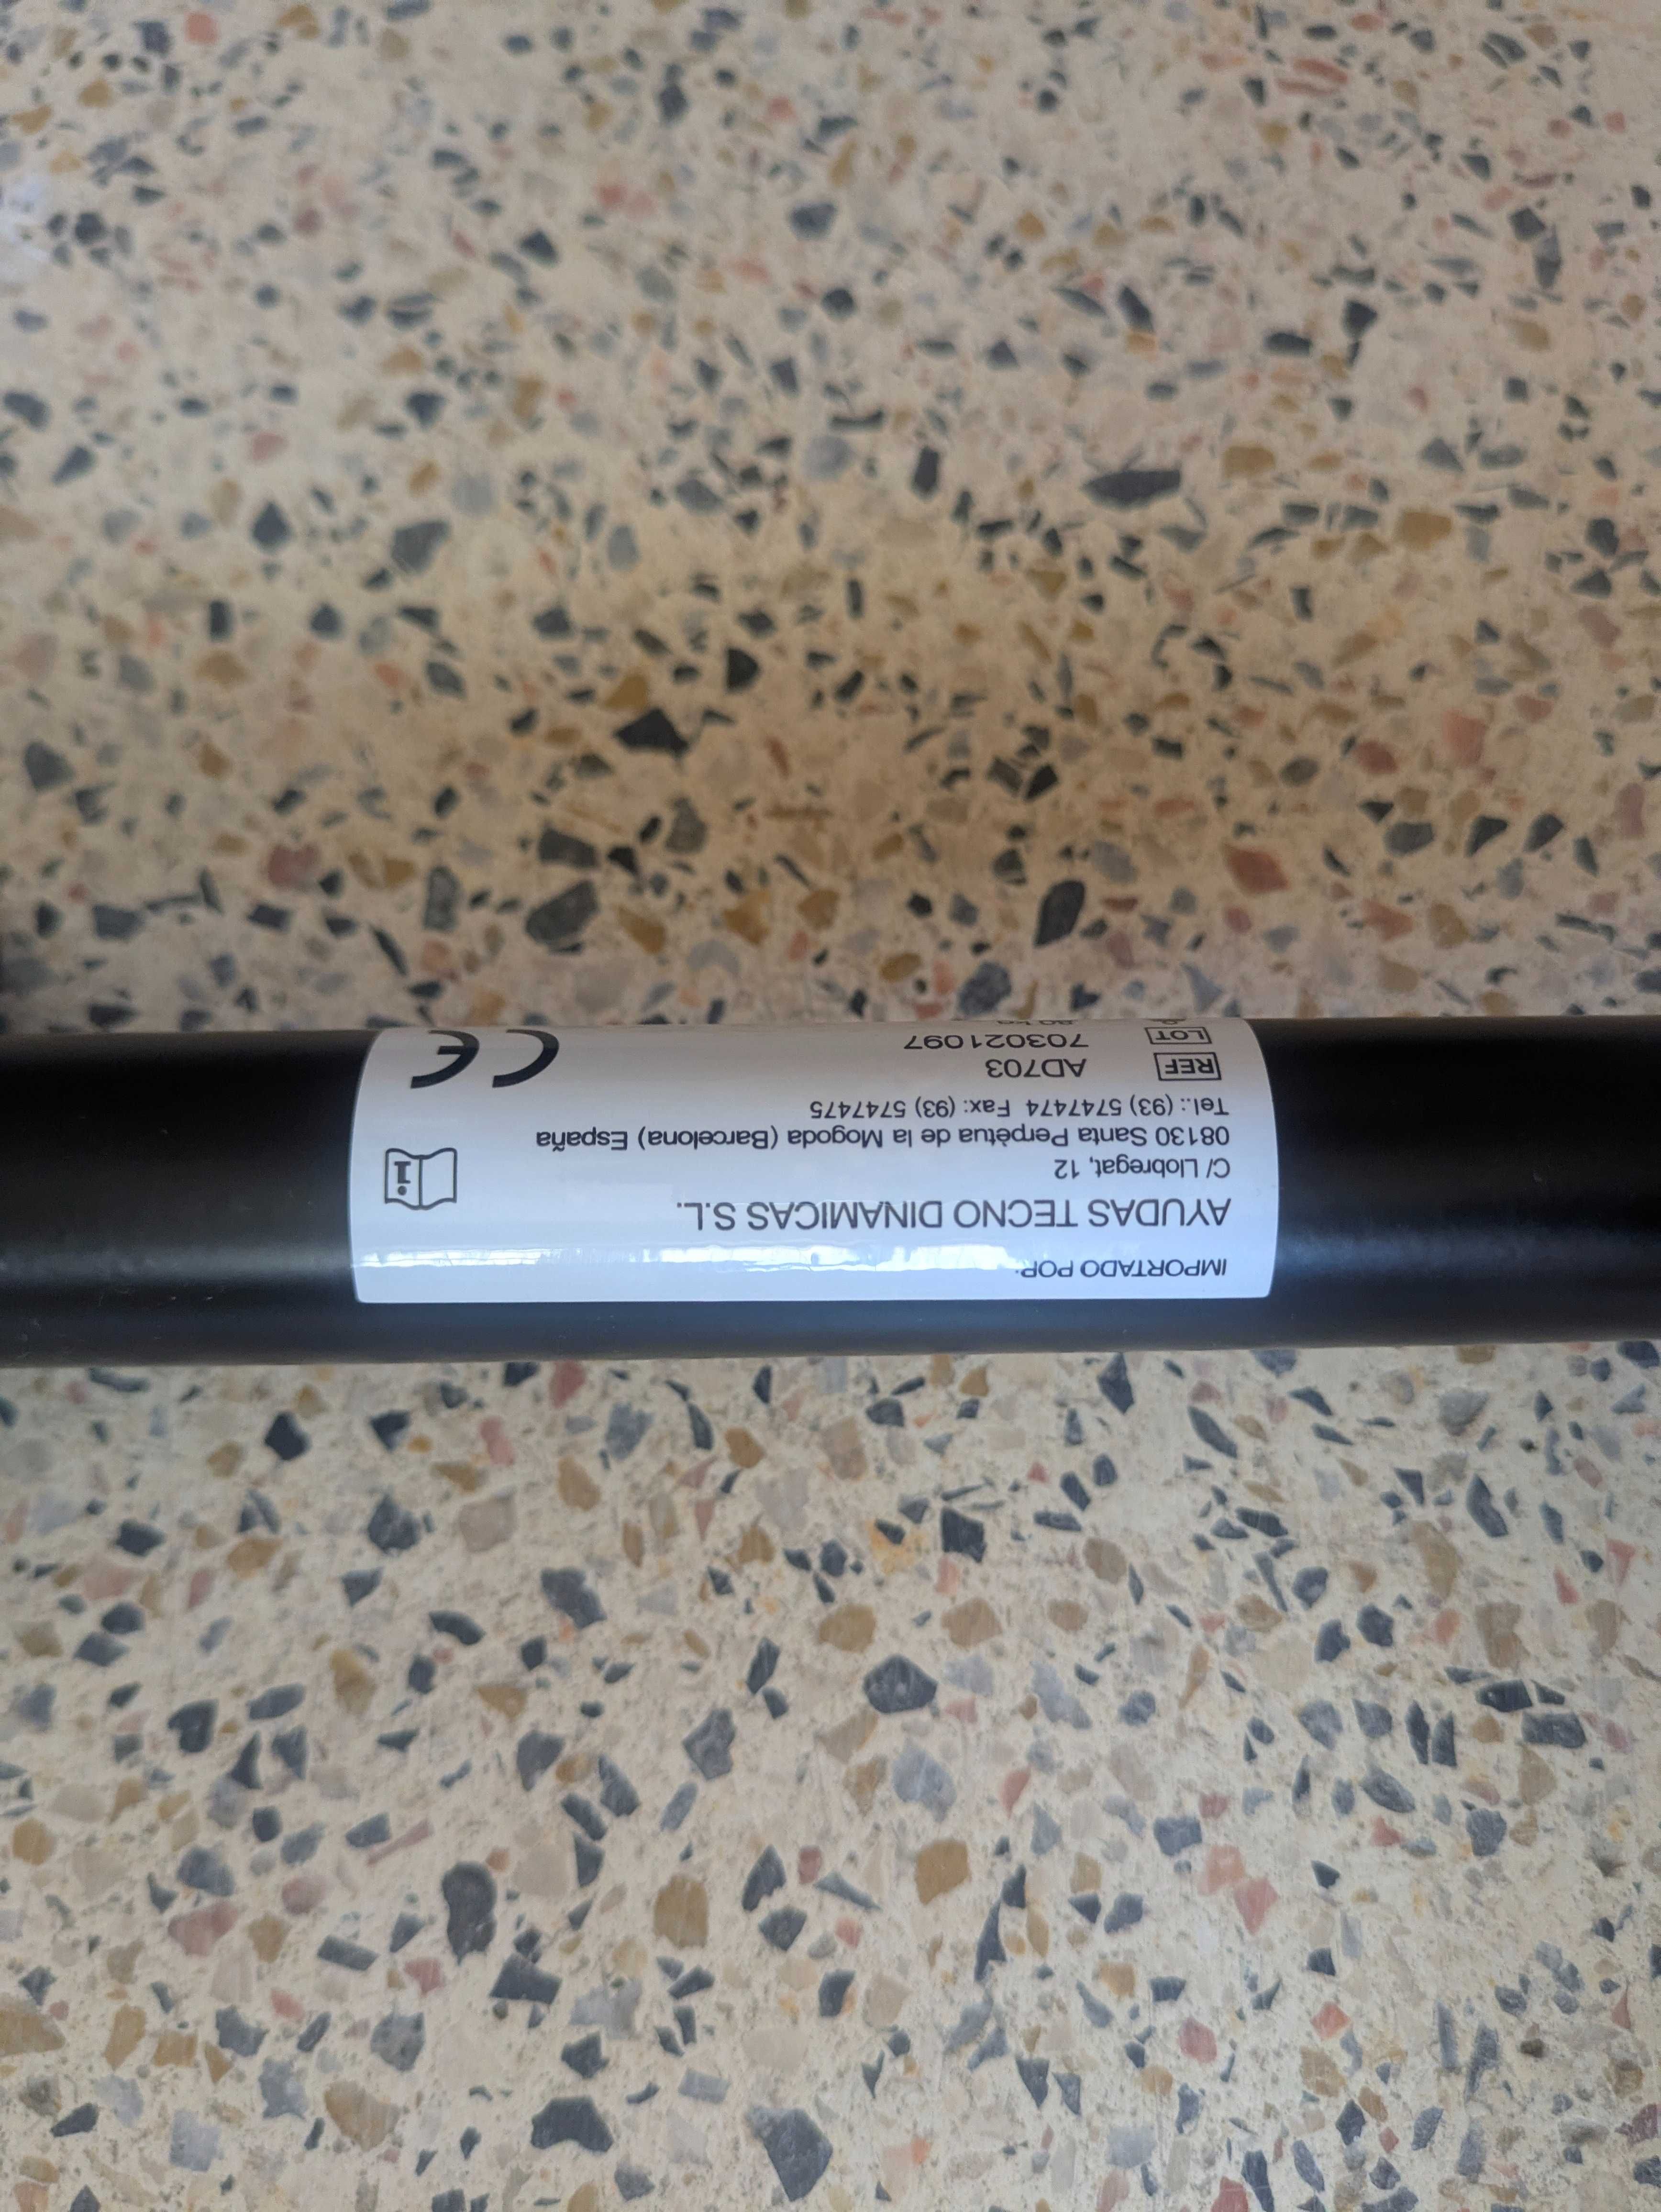 IMPORTADO POR:
AYUDAS TECNO DINAMICAS S.L.
C/ Llobregat, 12
08130 Santa Perpètua de la Mogoda (Barcelona) España
Tel.: (93) 5747474 Fax: (93) 5747475
REF AD703
LOT 703021097
CE
i